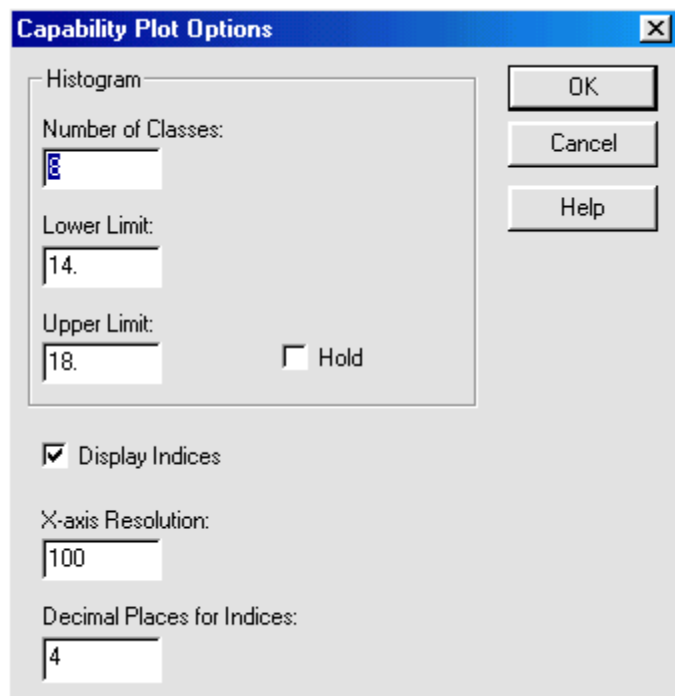 Capability Plot Options
Histogram
OK
Number of Classes:
Cancel
8
Help
Lower Limit:
14.
Upper Limit:
18.
Hold
Display Indices
X-axis Resolution:
100
Decimal Places for Indices:
4